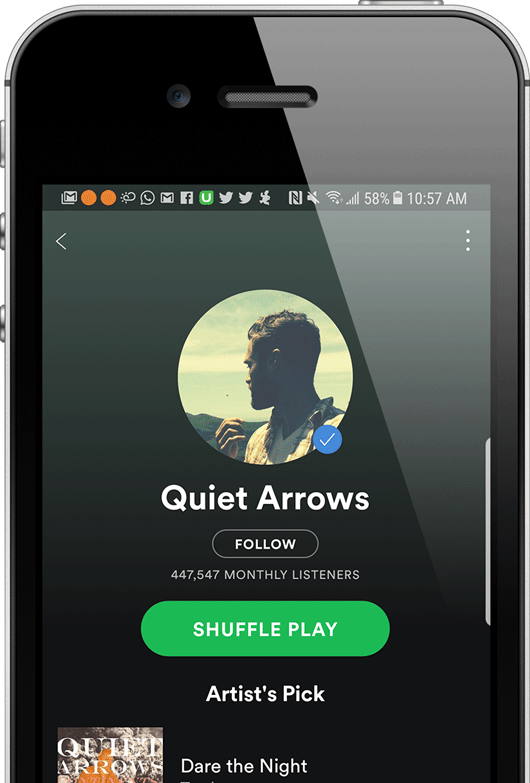 58% 10:57 AM
Quiet Arrows
FOLLOW
447,547 MONTHLY LISTENERS
SHUFFLE PLAY
Artist's Pick
QUIET
ARROWS
Dare the Night